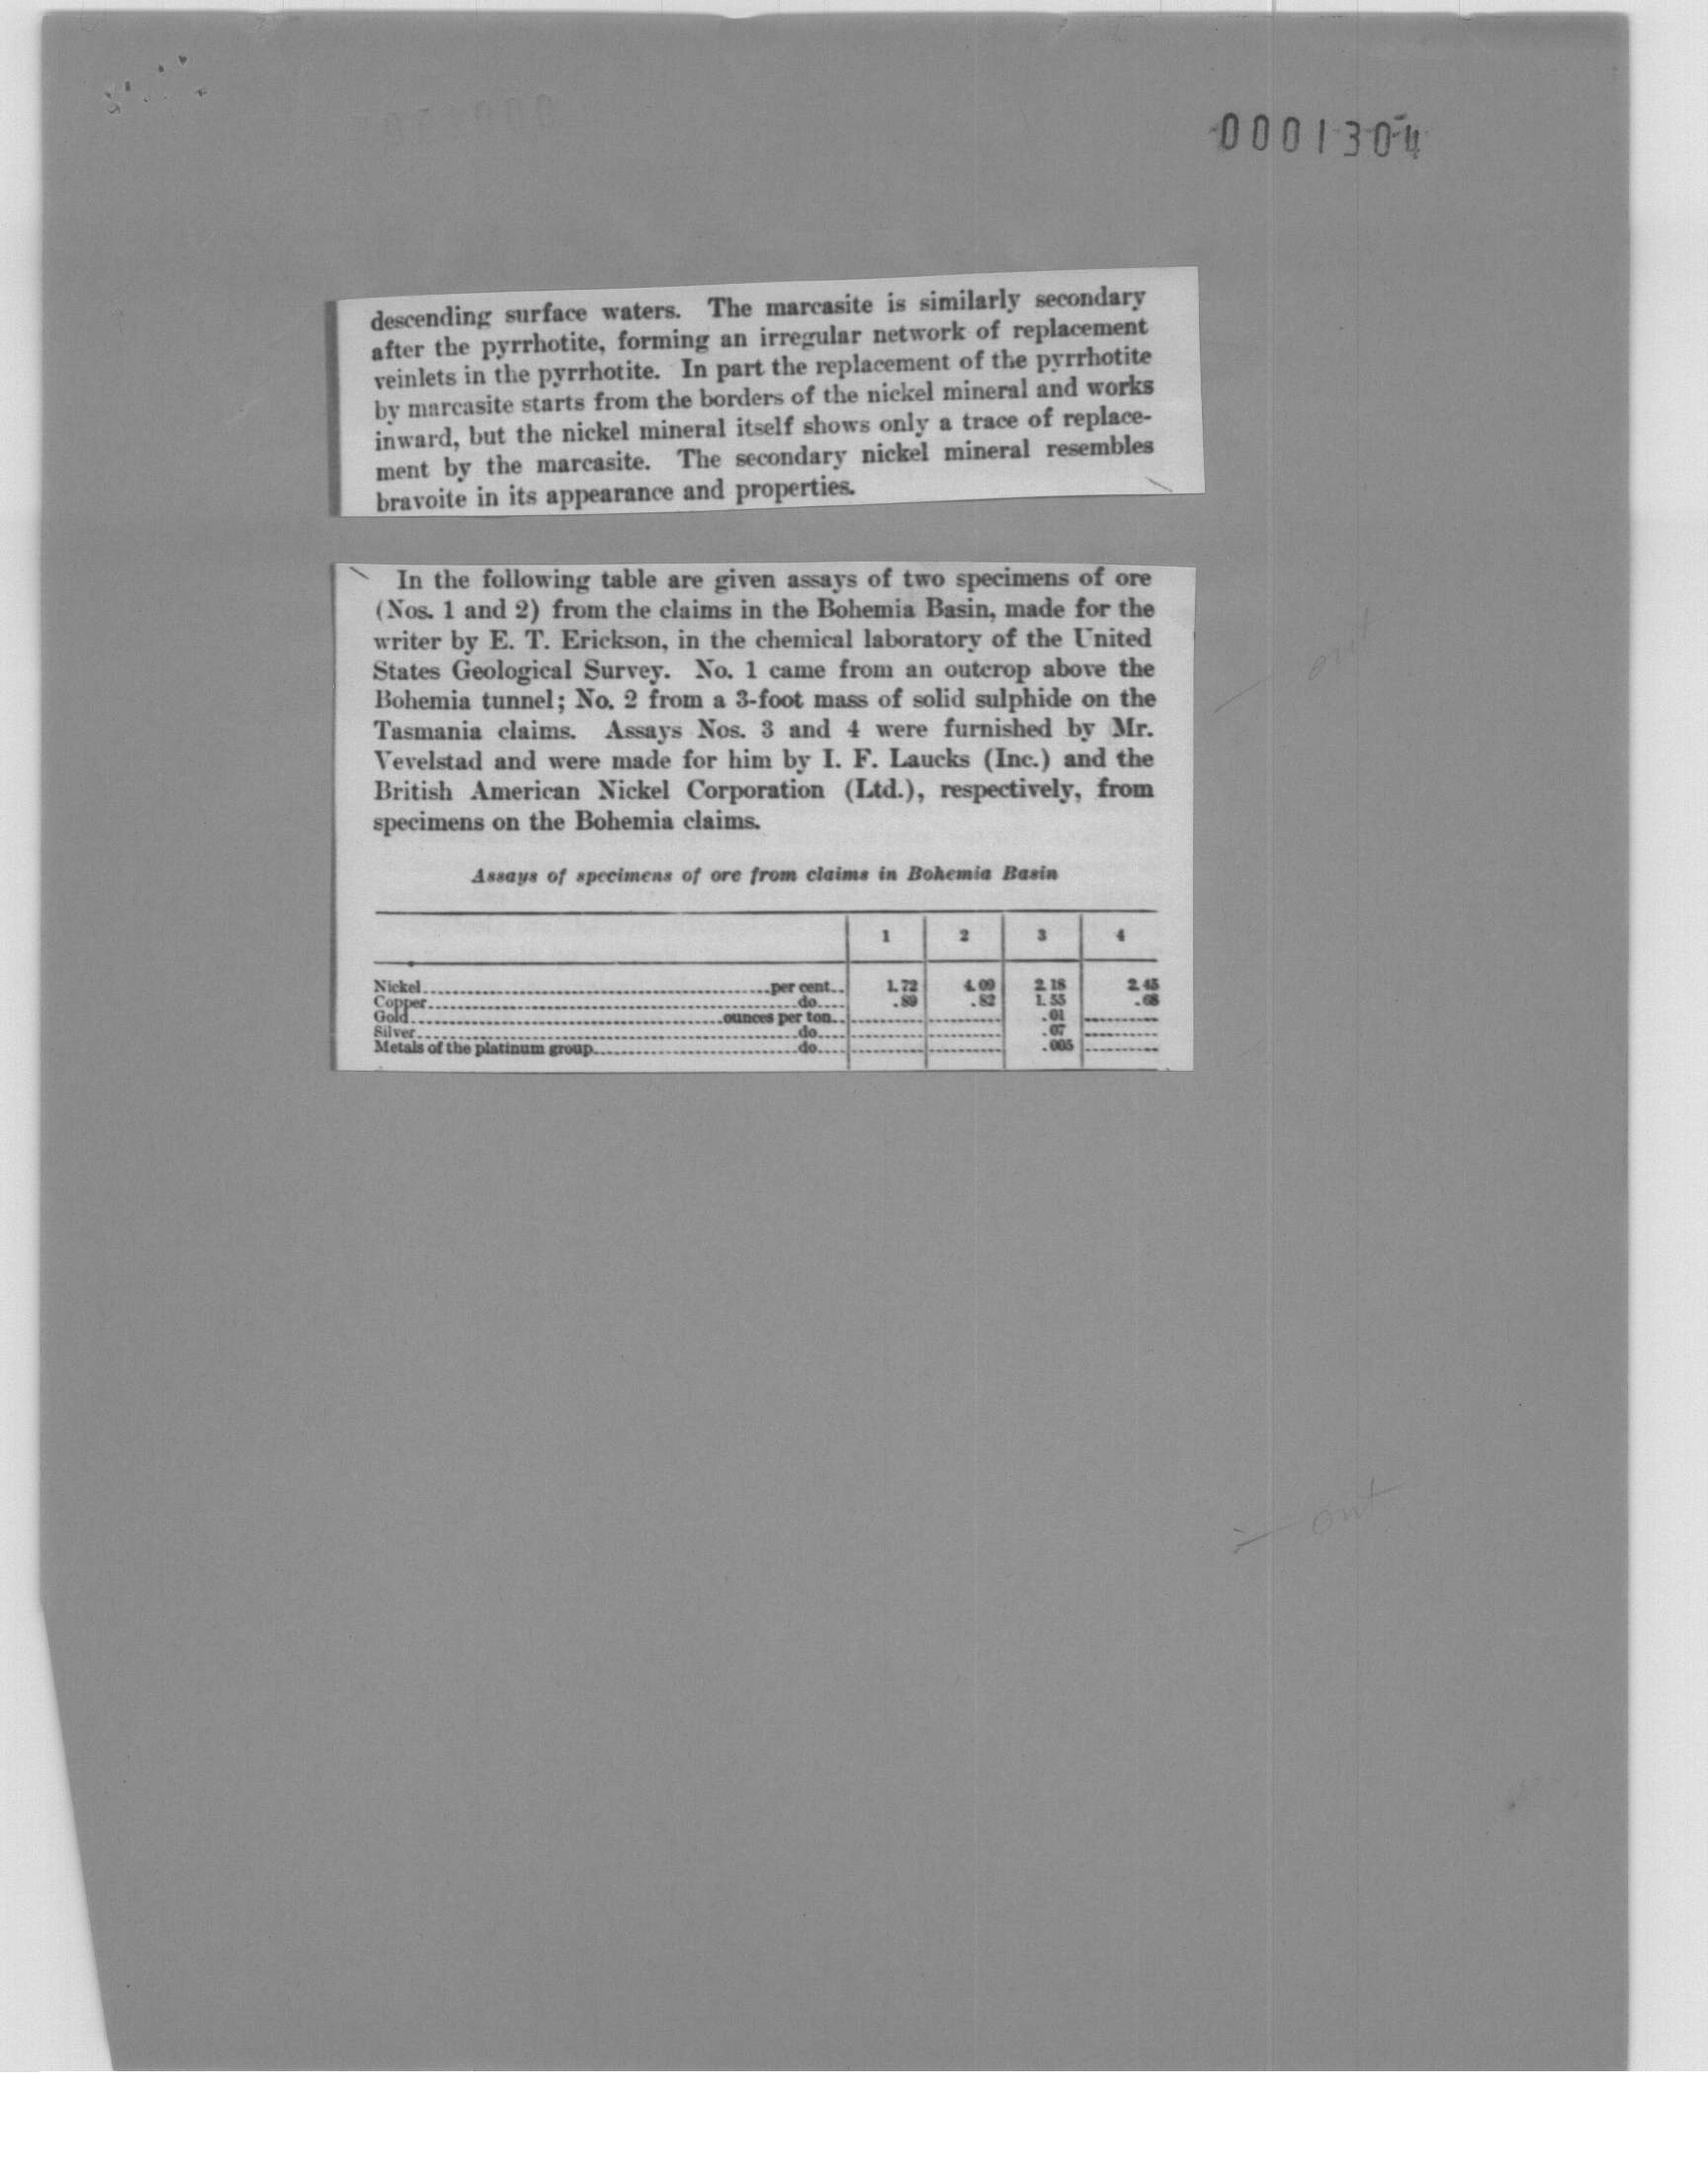 0001304
descending surface waters. The marcasite is similarly secondary
after the pyrrhotite, forming an irregular network of replacement
veinlets in the pyrrhotite. In part the replacement of the pyrrhotite
by marcasite starts from the borders of the nickel mineral and works
inward, but the nickel mineral itself shows only a trace of replace-
ment by the marcasite. The secondary nickel mineral resembles
bravoite in its appearance and properties.
In the following table are given assays of two specimens of ore
(Nos. 1 and 2) from the claims in the Bohemia Basin, made for the
writer by E. T. Erickson, in the chemical laboratory of the United
States Geological Survey. No. 1 came from an outcrop above the
Bohemia tunnel; No. 2 from a 3-foot mass of solid sulphide on the
Tasmania claims. Assays Nos. 3 and 4 were furnished by Mr.
Vevelstad and were made for him by I. F. Laucks (Inc.) and the
British American Nickel Corporation (Ltd.), respectively, from
specimens on the Bohemia claims.
Assays of specimens of ore from claims in Bohemia Basin
1 2 3 4
Nickel per cent 1.72 4.09 2.18 2.45
Copper do .89 .82 1.55 .68
Gold ounces per ton .01
Silver do .07
Metals of the platinum group do .005
out
out